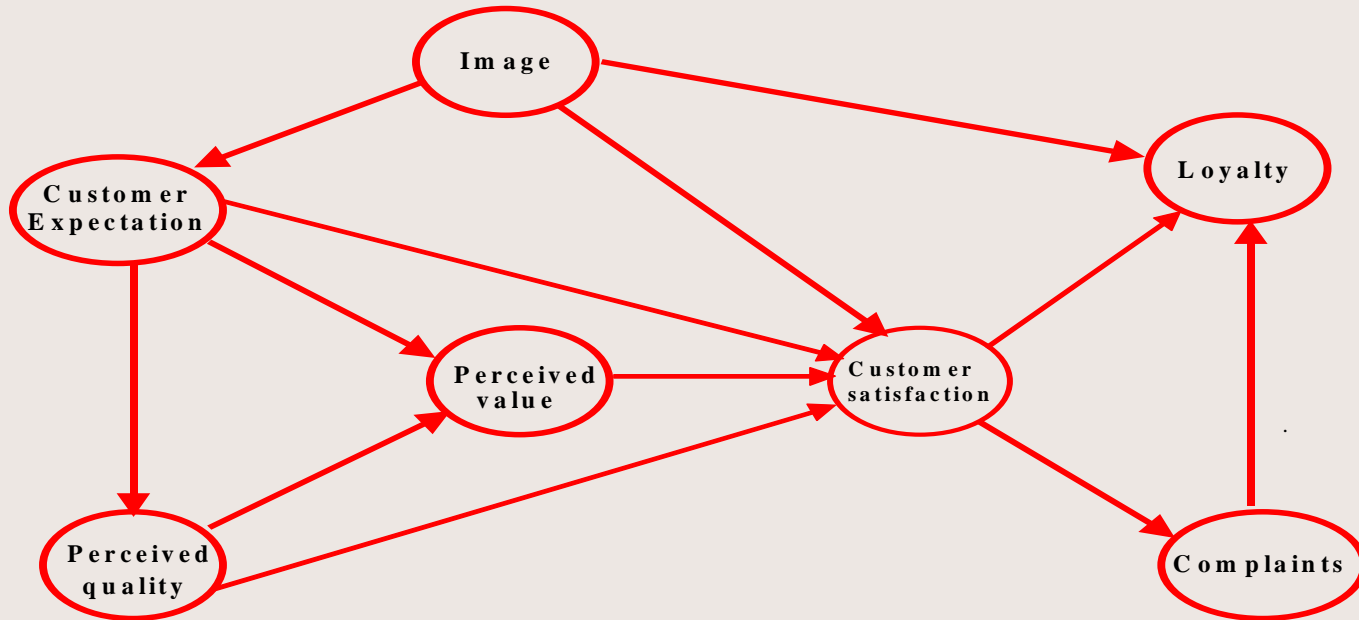 Image
Loyalty
Customer
Expectation
Perceived
value
Customer
satisfaction
Perceived
quality
Complaints
.